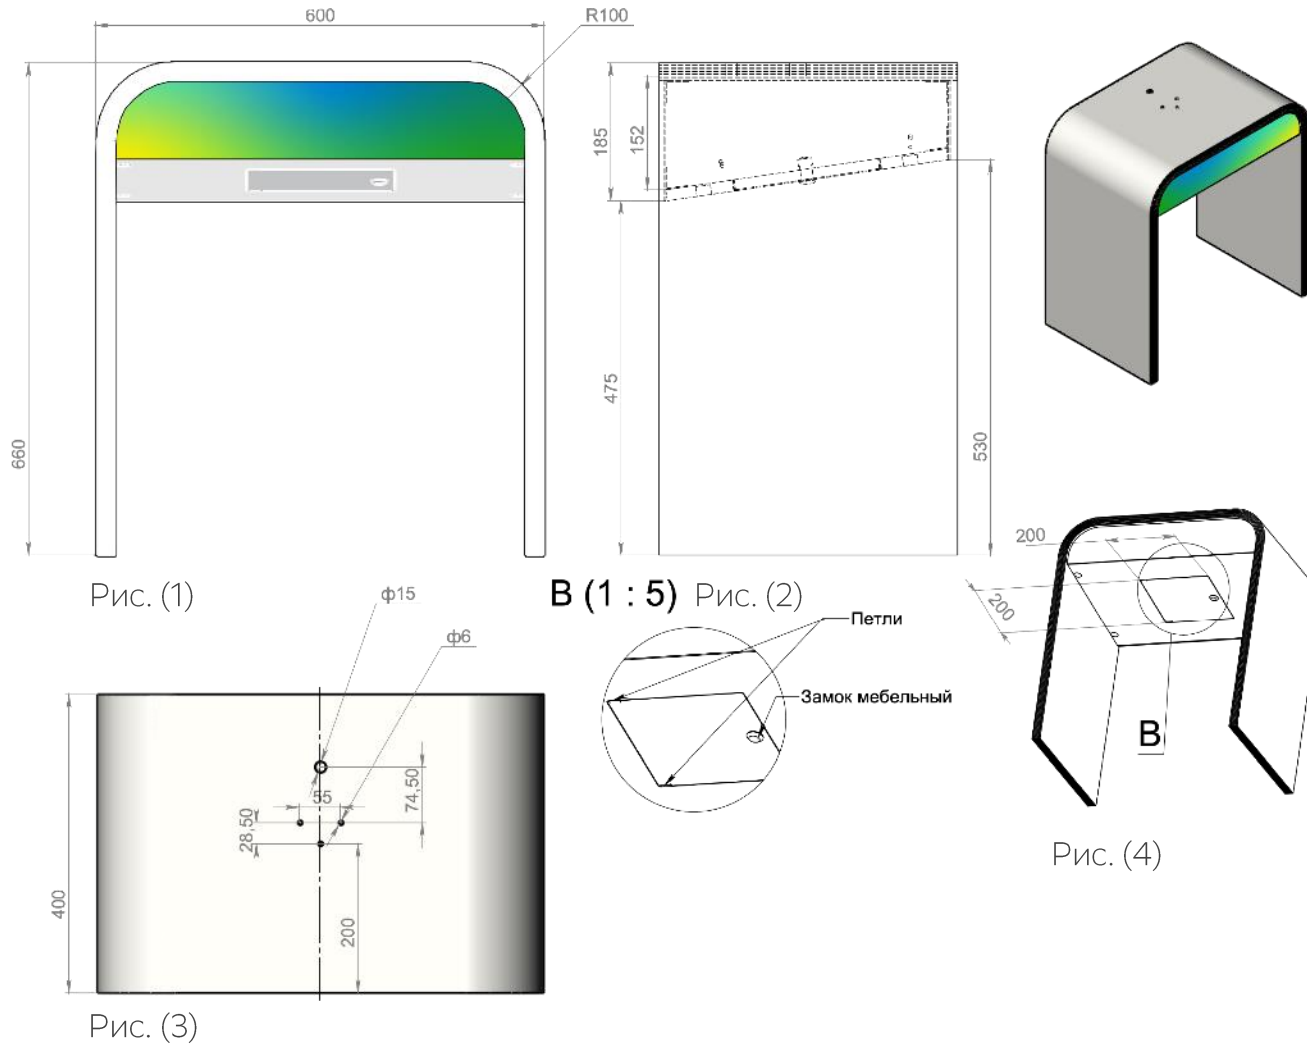 600
R100
185
152
475
530
660
Рис. (1)
B (1 : 5) Рис. (2)
ф15
ф6
55
74,50
28,50
400
200
Рис. (3)
Петли
Замок мебельный
200
200
B
Рис. (4)